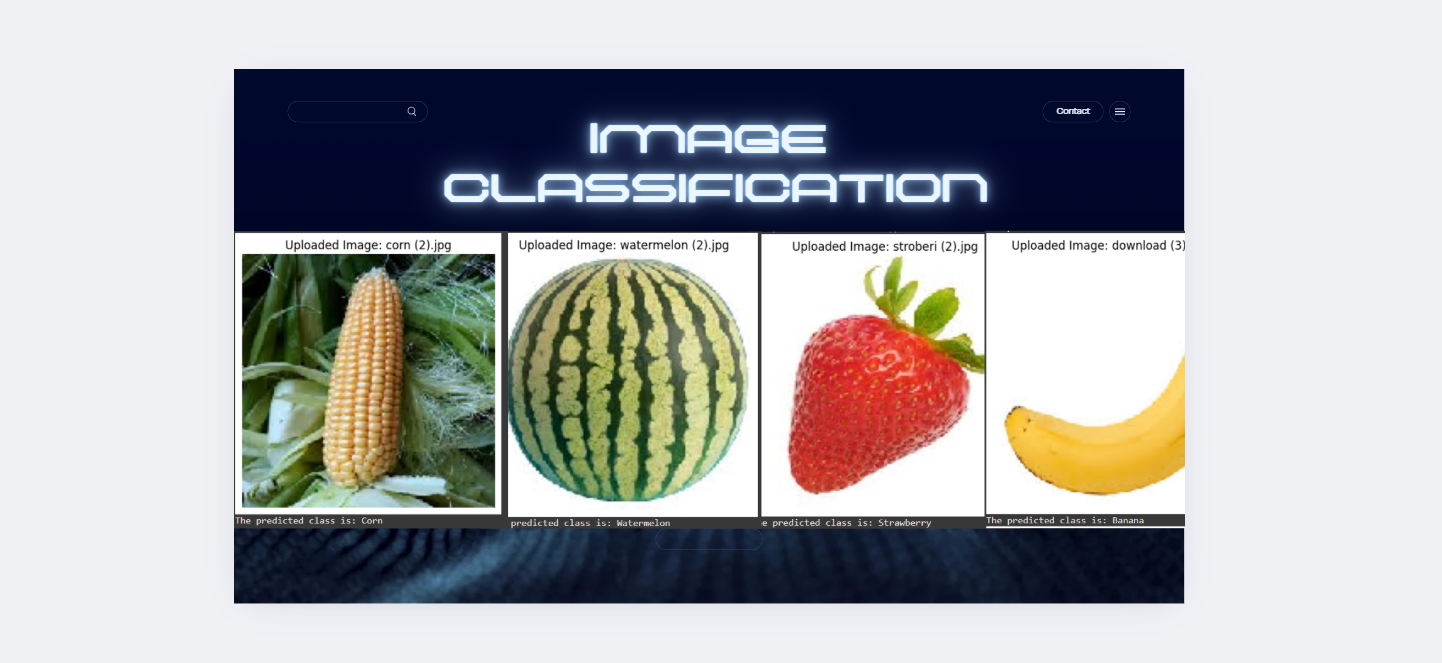 Contact
IMAGE
CLASSIFICATION
Uploaded Image: corn (2).jpg
Uploaded Image: watermelon (2).jpg
Uploaded Image: stroberi (2).jpg
Uploaded Image: download (3)
The predicted class is: Corn
predicted class is: Watermelon
e predicted class is: Strawberry
The predicted class is: Banana